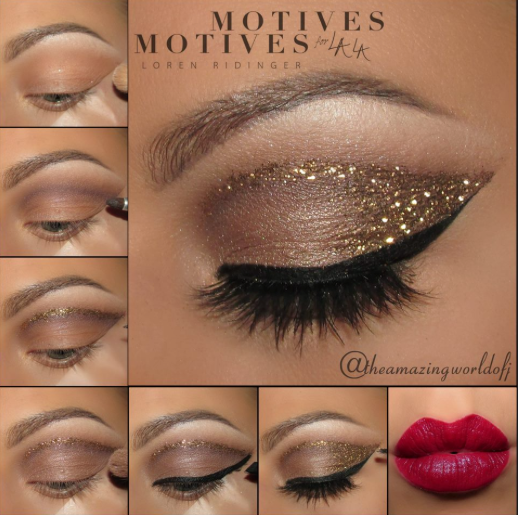 MOTIVES
MOTIVES for LALA
LOREN RIDINGER
@theamazingworldofj